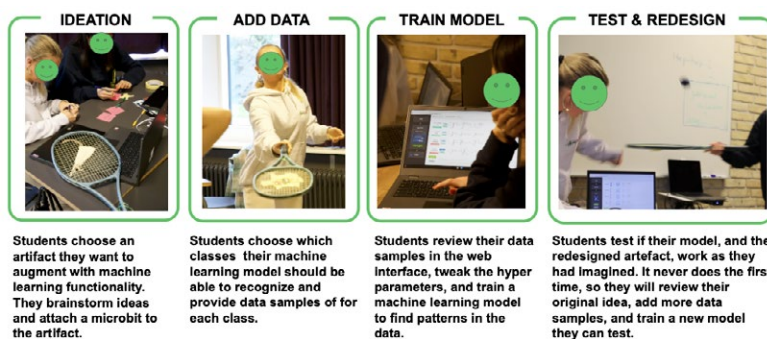 IDEATION
ADD DATA
TRAIN MODEL
TEST & REDESIGN
Students choose an
artifact they want to
augment with machine
learning functionality.
They brainstorm ideas
and attach a microbit to
the artifact.
Students choose which
classes their machine
learning model should be
able to recognize and
provide data samples of for
each class.
Students review their data
samples in the web
interface, tweak the hyper
parameters, and train a
machine learning model
to find patterns in the
data.
Students test if their model, and the
redesigned artefact, work as they
had imagined. It never does the firs
time, so they will review their
original idea, add more data
samples, and train a new model
they can test.